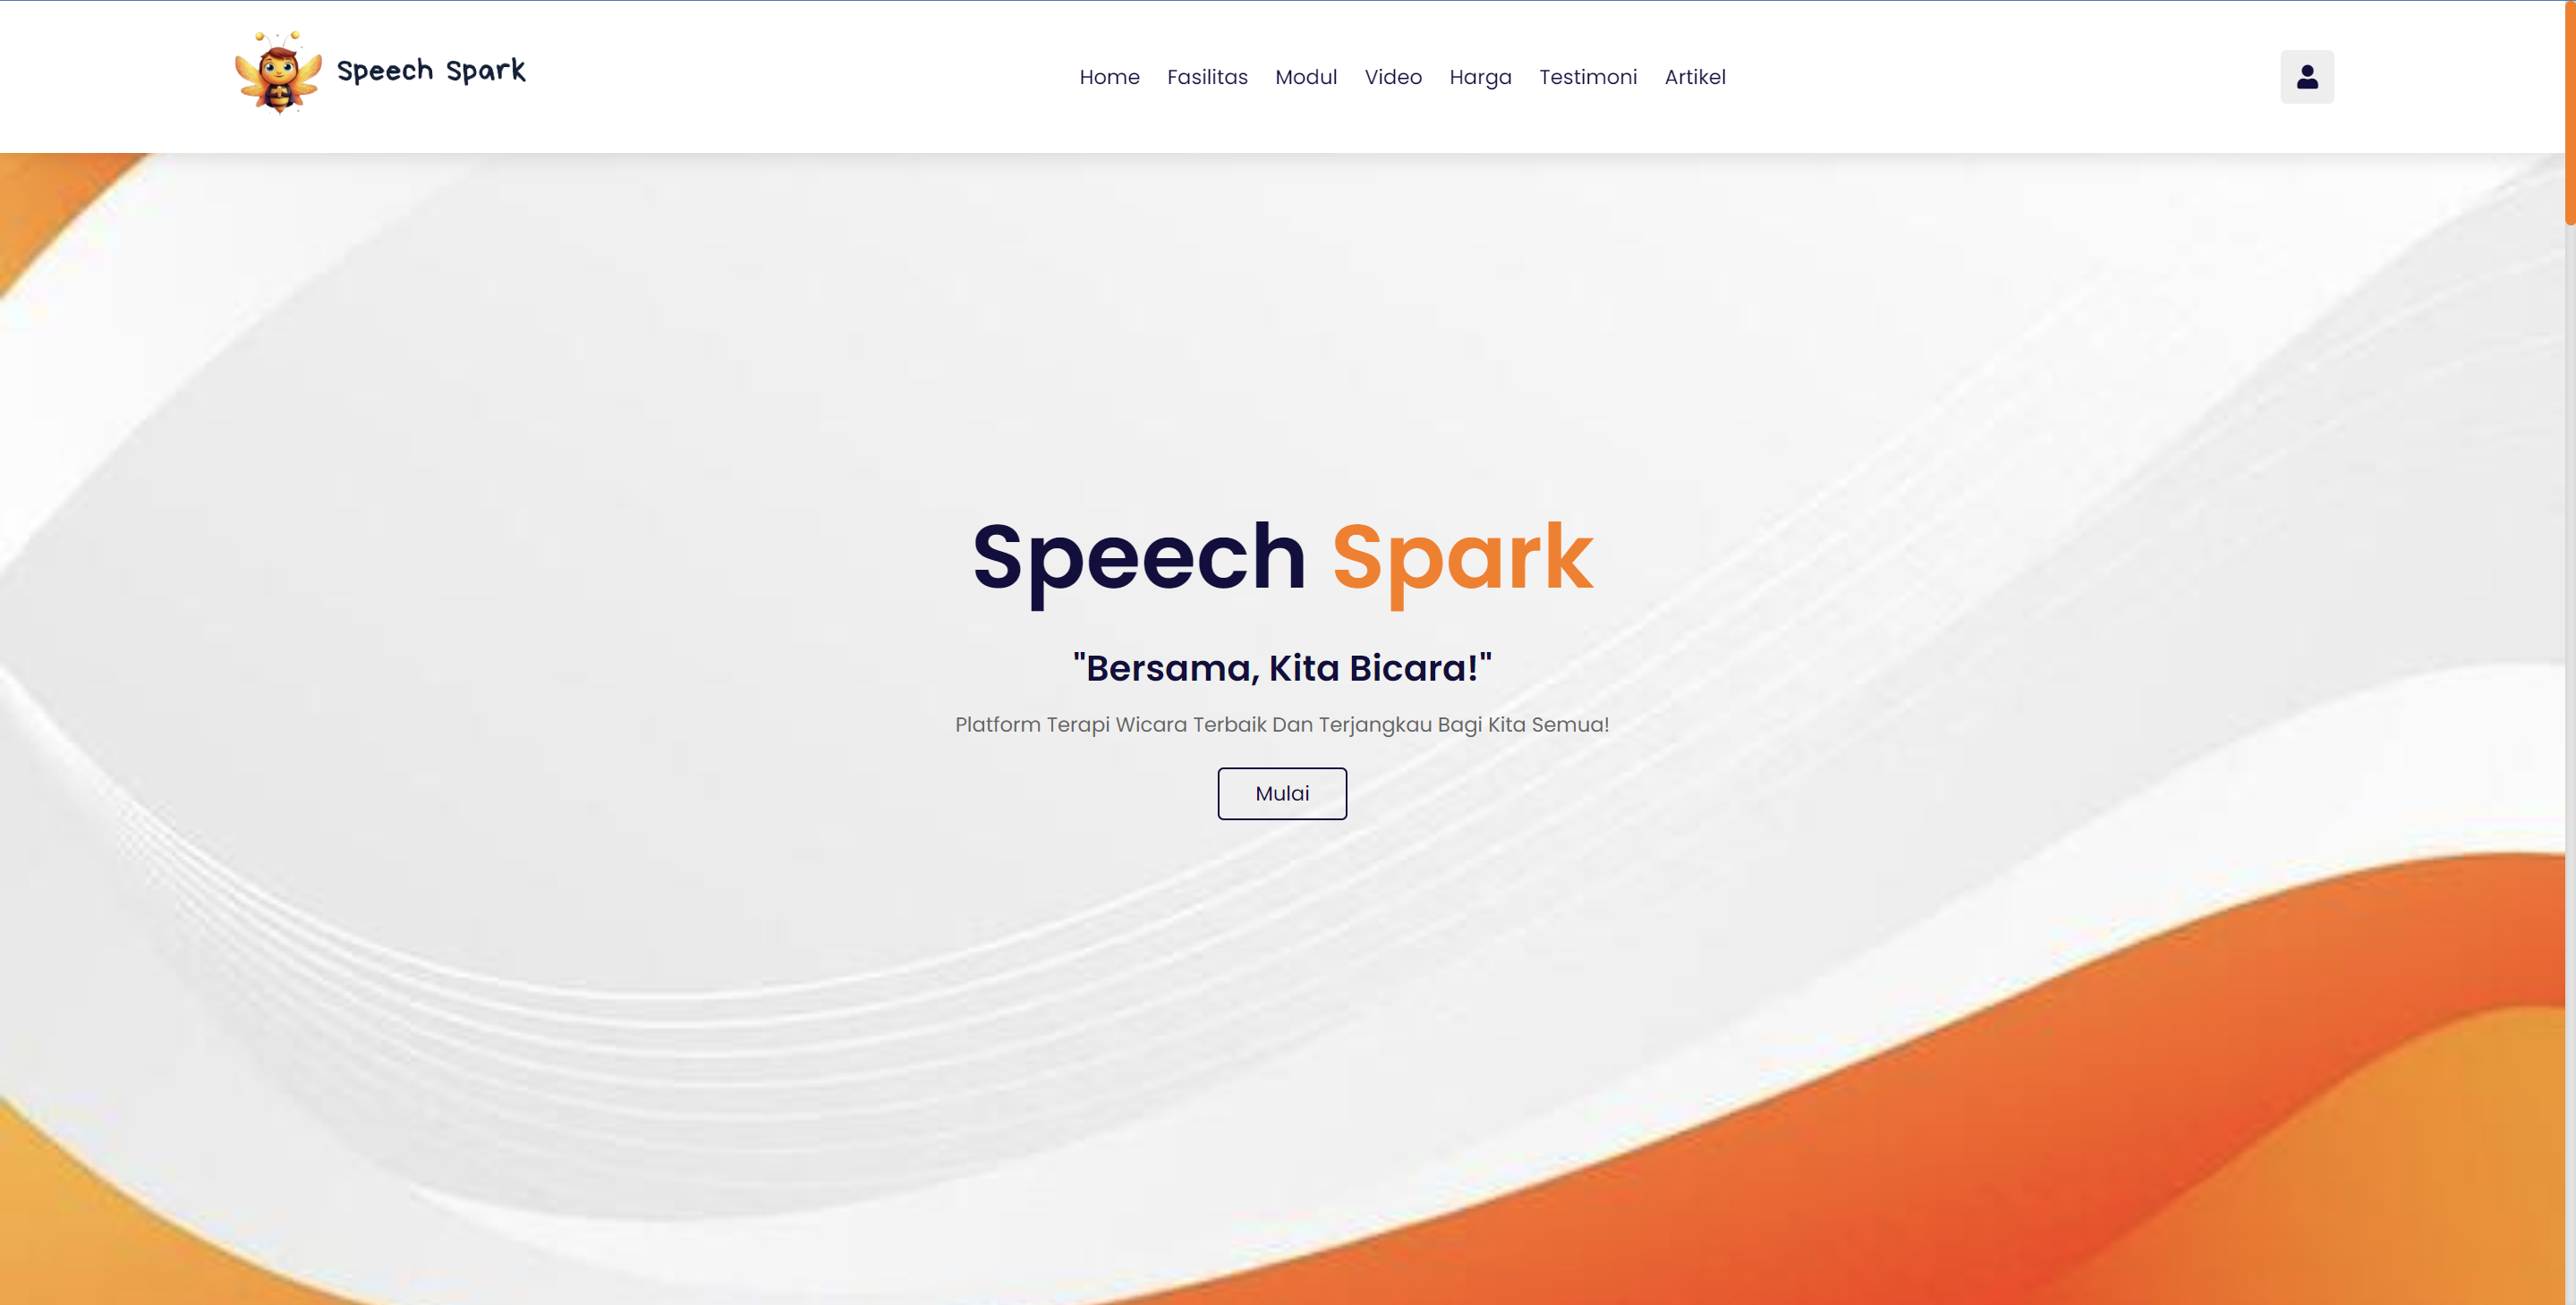 Speech Spark
Home Fasilitas Modul Video Harga Testimoni Artikel
Speech Spark
"Bersama, Kita Bicara!"
Platform Terapi Wicara Terbaik Dan Terjangkau Bagi Kita Semua!
Mulai